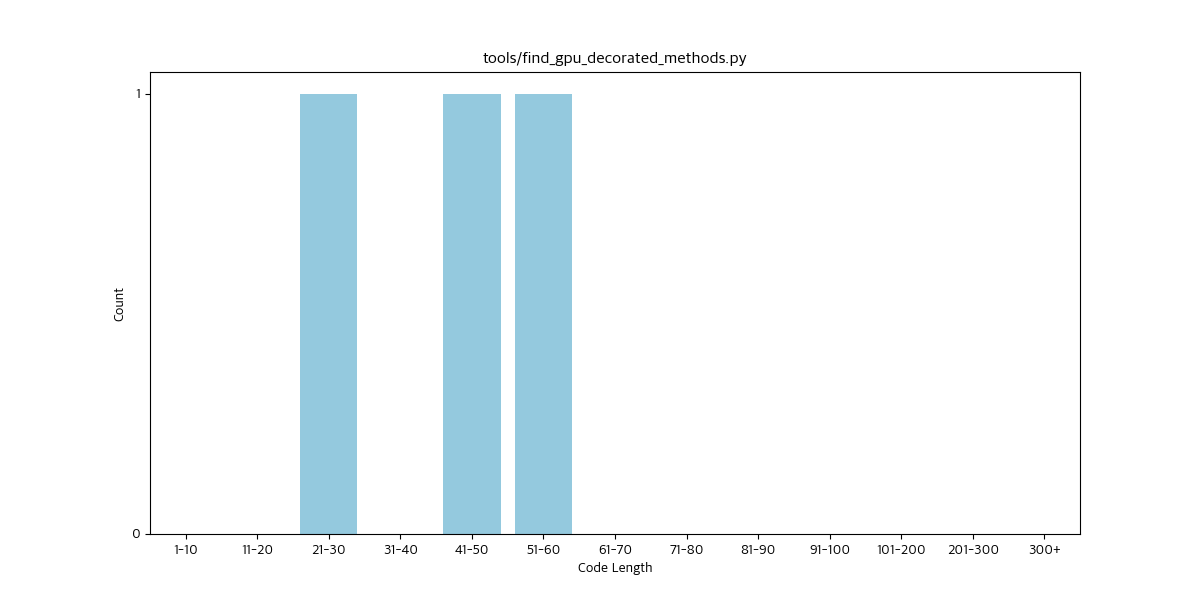 tools/find_gpu_decorated_methods.py
1
Count
0
1-10 11-20 21-30 31-40 41-50 51-60 61-70 71-80 81-90 91-100 101-200 201-300 300+
Code Length